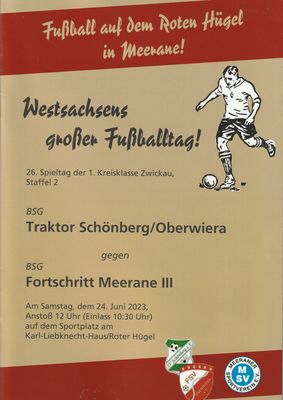 Fußball auf dem Roten Hügel
in Meerane!
Westsachsens
großer Fußballtag!
26. Spieltag der 1. Kreisklasse Zwickau,
Staffel 2
BSG
Traktor Schönberg/Oberwiera
gegen
BSG
Fortschritt Meerane III
Am Samstag, dem 24. Juni 2023,
Anstoß 12 Uhr (Einlass 10:30 Uhr)
auf dem Sportplatz am
Karl-Liebknecht-Haus/Roter Hügel
FSV
MEERANER
M
SV
SPORTVEREIN E.V.